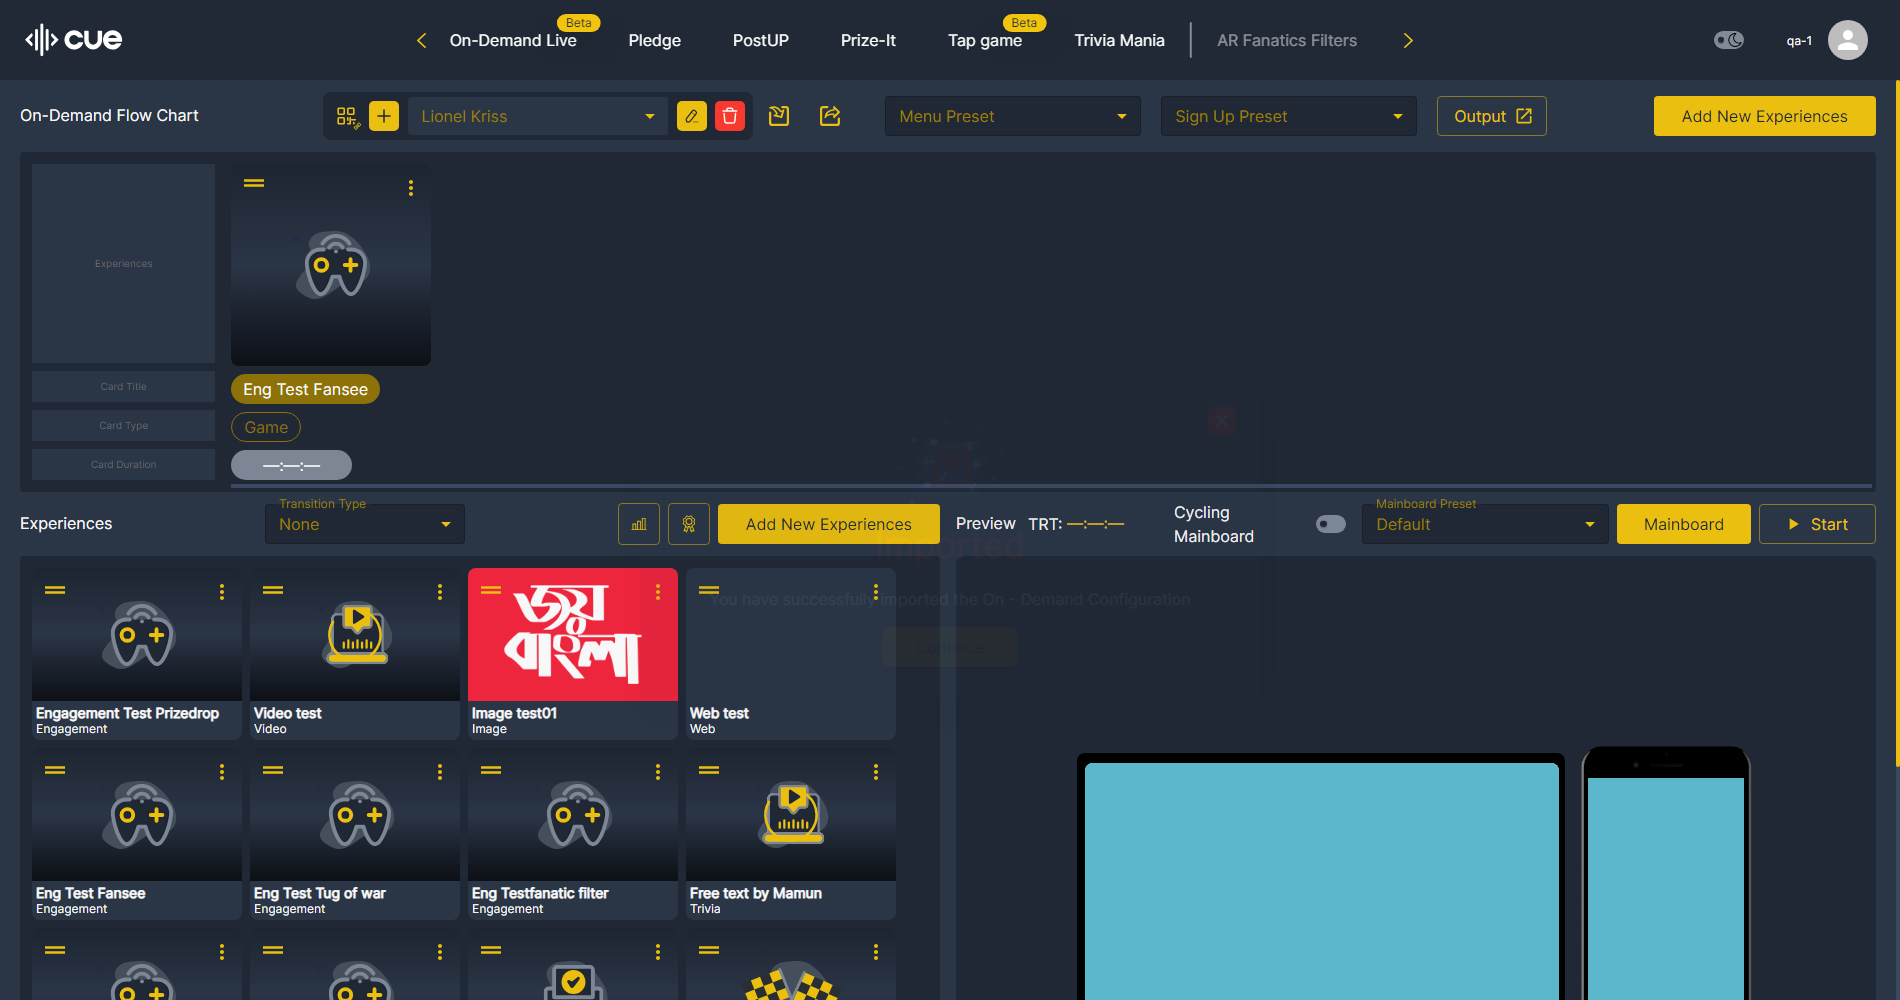 cue
On-Demand Live
Beta
Pledge
PostUP
Prize-It
Tap game
Beta
Trivia Mania
AR Fanatics Filters
qa-1
On-Demand Flow Chart
Lionel Kriss
Menu Preset
Sign Up Preset
Output
Add New Experiences
Experiences
Card Title
Card Type
Card Duration
Eng Test Fansee
Game
—:—:—
Imported
You have successfully imported the On - Demand Configuration
Continue
Experiences
Transition Type
None
Add New Experiences
Preview TRT: —:—:—
Cycling
Mainboard
Mainboard Preset
Default
Mainboard
Start
জয়
বাংলা
Engagement Test Prizedrop
Engagement
Video test
Video
Image test01
Image
Web test
Web
Eng Test Fansee
Engagement
Eng Test Tug of war
Engagement
Eng Testfanatic filter
Engagement
Free text by Mamun
Trivia